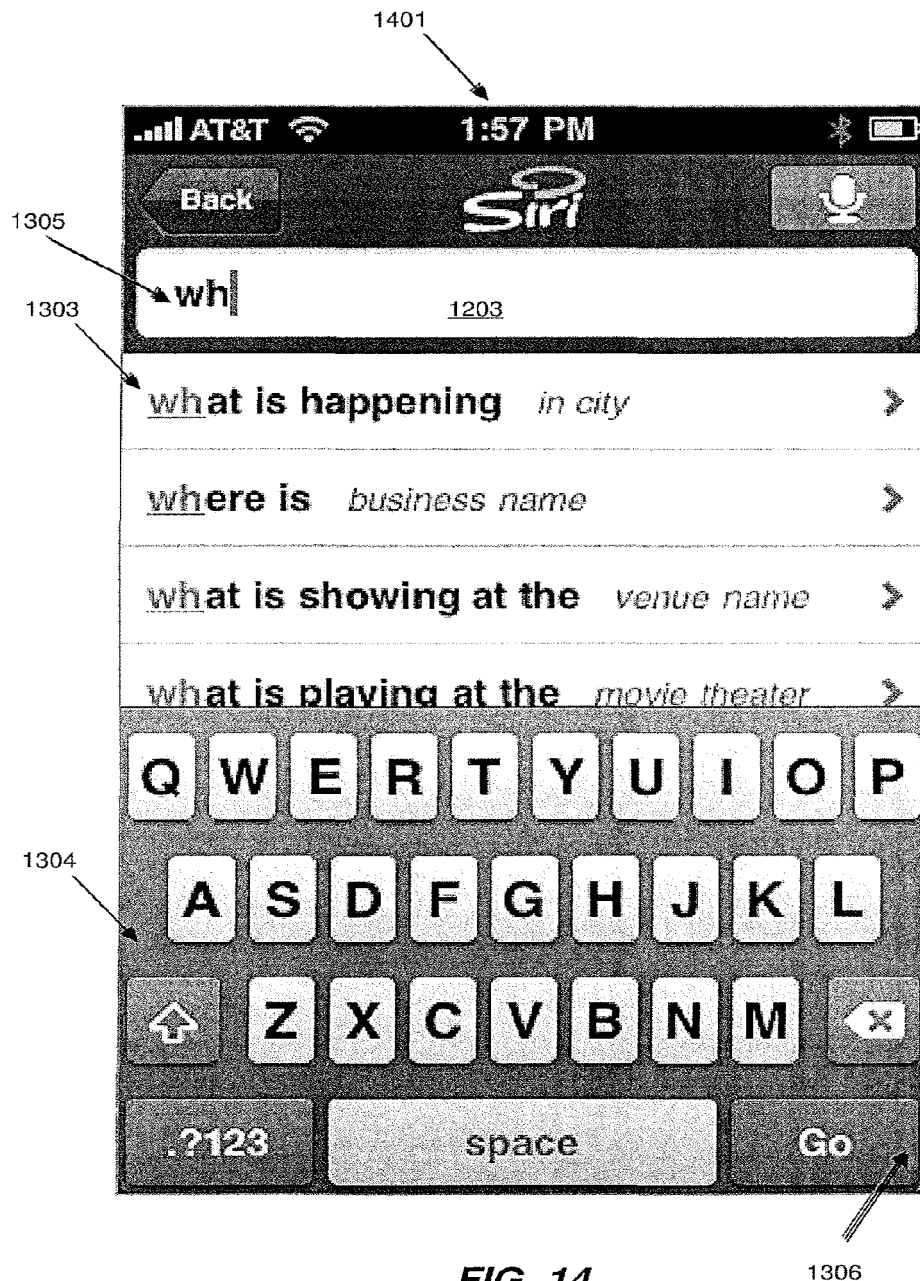 1401
AT&T 1:57 PM
Back Siri
1305
wh
1203
1303
what is happening in city
where is business name
what is showing at the venue name
what is playing at the movie theater
Q W E R T Y U I O P
1304
A S D F G H J K L
Z X C V B N M
.?123 space Go
FIG. 14
1306